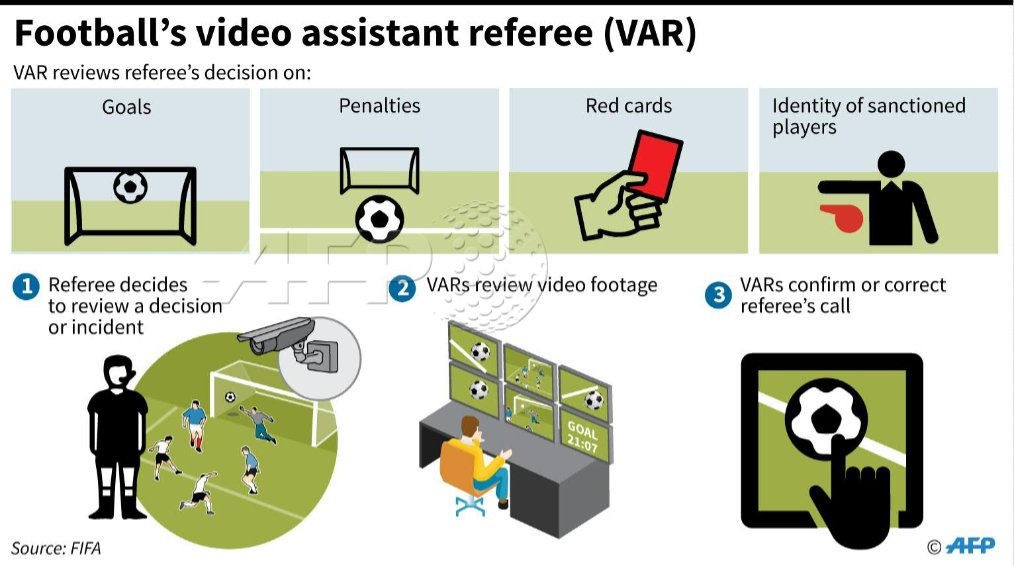 Football’s video assistant referee (VAR)
VAR reviews referee’s decision on:
Goals
Penalties
Red cards
Identity of sanctioned
players
AFP
1 Referee decides
to review a decision
or incident
2 VARs review video footage
GOAL
21:07
3 VARs confirm or correct
referee’s call
Source: FIFA
© AFP